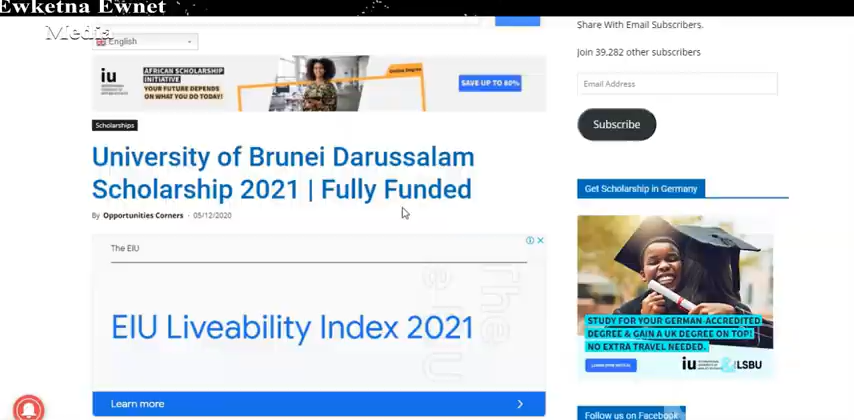 Ewketna Ewnet
Media
English
iu
AFRICAN SCHOLARSHIP
INITIATIVE
YOUR FUTURE DEPENDS
ON WHAT YOU DO TODAY!
Online Degree
SAVE UP TO 80%
Scholarships
University of Brunei Darussalam
Scholarship 2021 | Fully Funded
By Opportunities Corners - 05/12/2020
The EIU
EIU Liveability Index 2021
Learn more
Share With Email Subscribers.
Join 39,282 other subscribers
Email Address
Subscribe
Get Scholarship in Germany
STUDY FOR YOUR GERMAN-ACCREDITED
DEGREE & GAIN A UK DEGREE ON TOP!
NO EXTRA TRAVEL NEEDED.
iu & LSBU
Follow us on Facebook